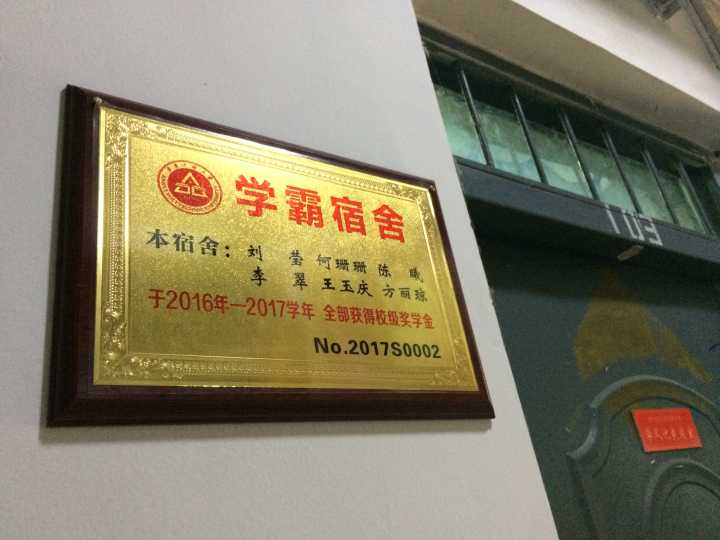 学霸宿舍
本宿舍：刘 莹 何珊珊 陈 曦
李 翠 王玉庆 方丽琼
于2016年—2017学年 全部获得校级奖学金
No.2017S0002
103